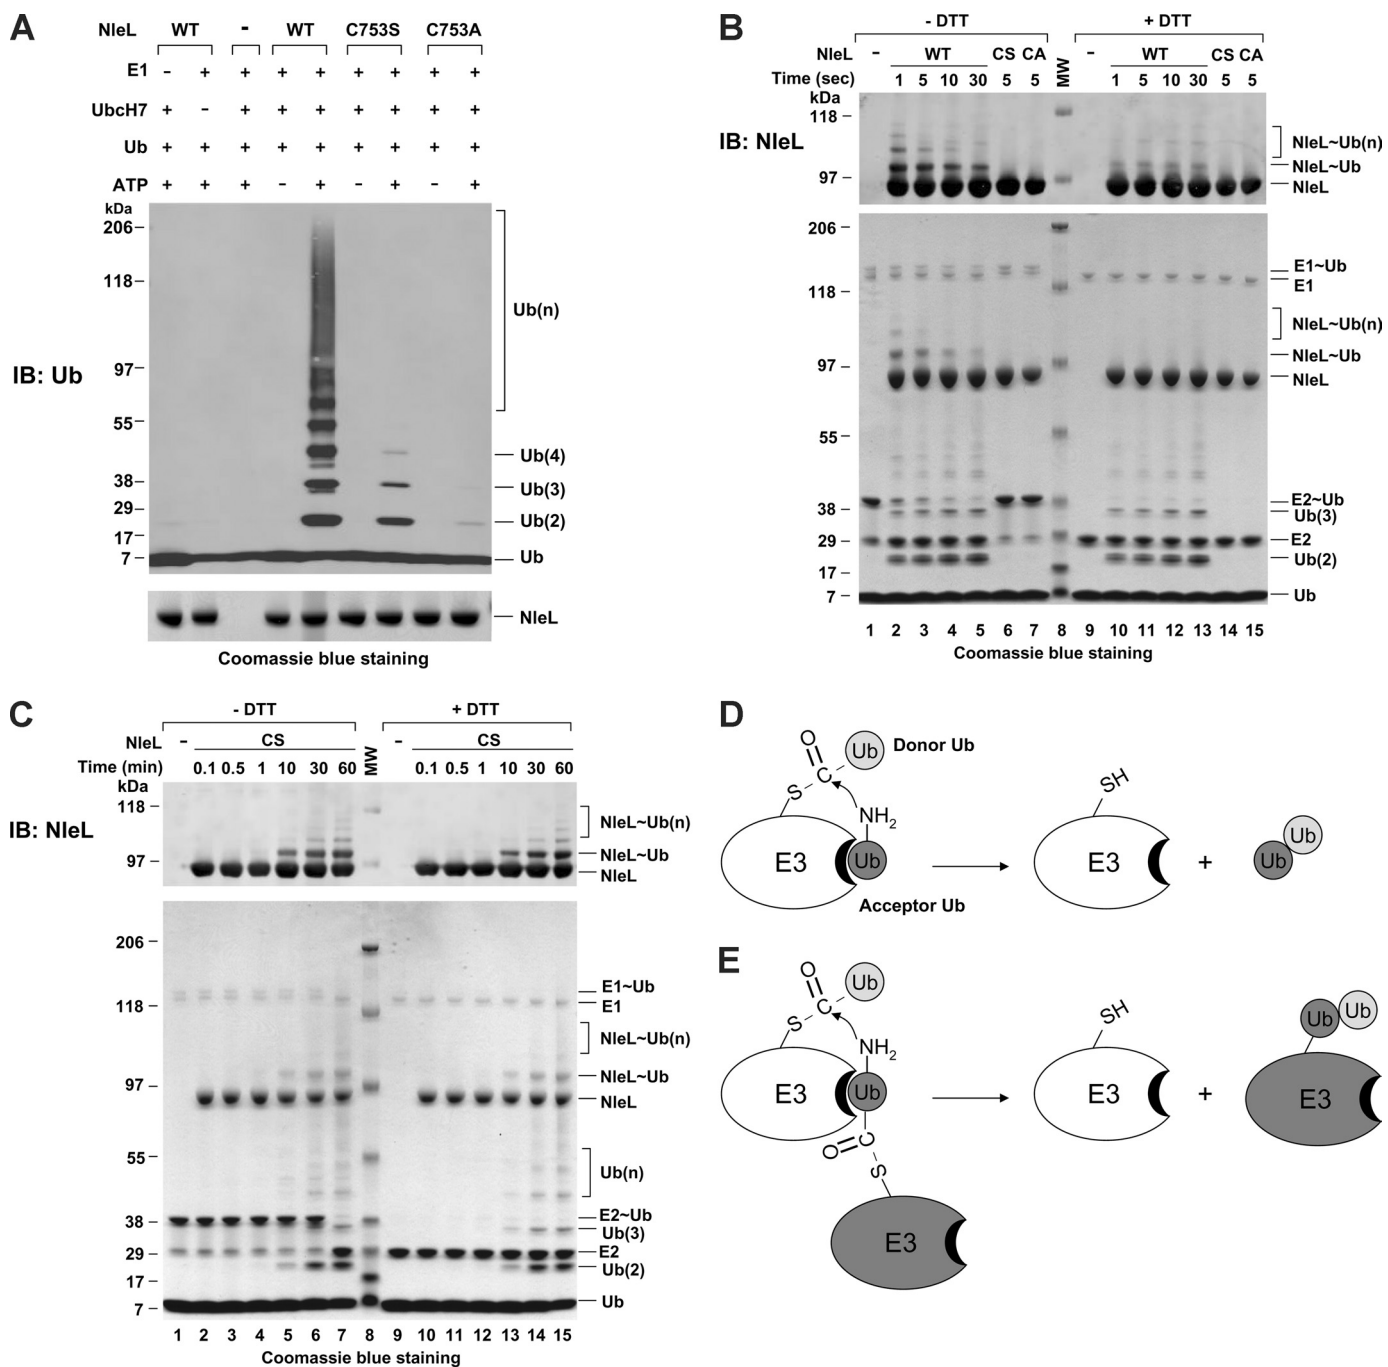 A
NleL WT - WT C753S C753A
E1 - + + + + + + + +
UbcH7 + - + + + + + + +
Ub + + + + + + + + +
ATP + + + - + - + - +
kDa
206
118
97
55
38
29
17
7
IB: Ub
Ub(n)
Ub(4)
Ub(3)
Ub(2)
Ub
NleL
Coomassie blue staining
B
- DTT + DTT
NleL - WT CS CA MW - WT CS CA
Time (sec) 1 5 10 30 5 5 1 5 10 30 5 5
kDa
118
97
IB: NleL
NleL~Ub(n)
NleL~Ub
NleL
206
118
97
55
38
29
17
7
E1~Ub
E1
NleL~Ub(n)
NleL~Ub
NleL
E2~Ub
Ub(3)
E2
Ub(2)
Ub
1 2 3 4 5 6 7 8 9 10 11 12 13 14 15
Coomassie blue staining
C
- DTT + DTT
NleL - CS MW - CS
Time (min) 0.1 0.5 1 10 30 60 0.1 0.5 1 10 30 60
kDa
118
97
IB: NleL
NleL~Ub(n)
NleL~Ub
NleL
206
118
97
55
38
29
17
7
E1~Ub
E1
NleL~Ub(n)
NleL~Ub
NleL
Ub(n)
E2~Ub
Ub(3)
E2
Ub(2)
Ub
1 2 3 4 5 6 7 8 9 10 11 12 13 14 15
Coomassie blue staining
D
O
C
S
Ub Donor Ub
NH2
E3 Ub
Acceptor Ub
SH
E3 + Ub Ub
E
O
C
S
Ub
NH2
E3 Ub
O
C
S
E3
SH
E3 + Ub Ub
E3